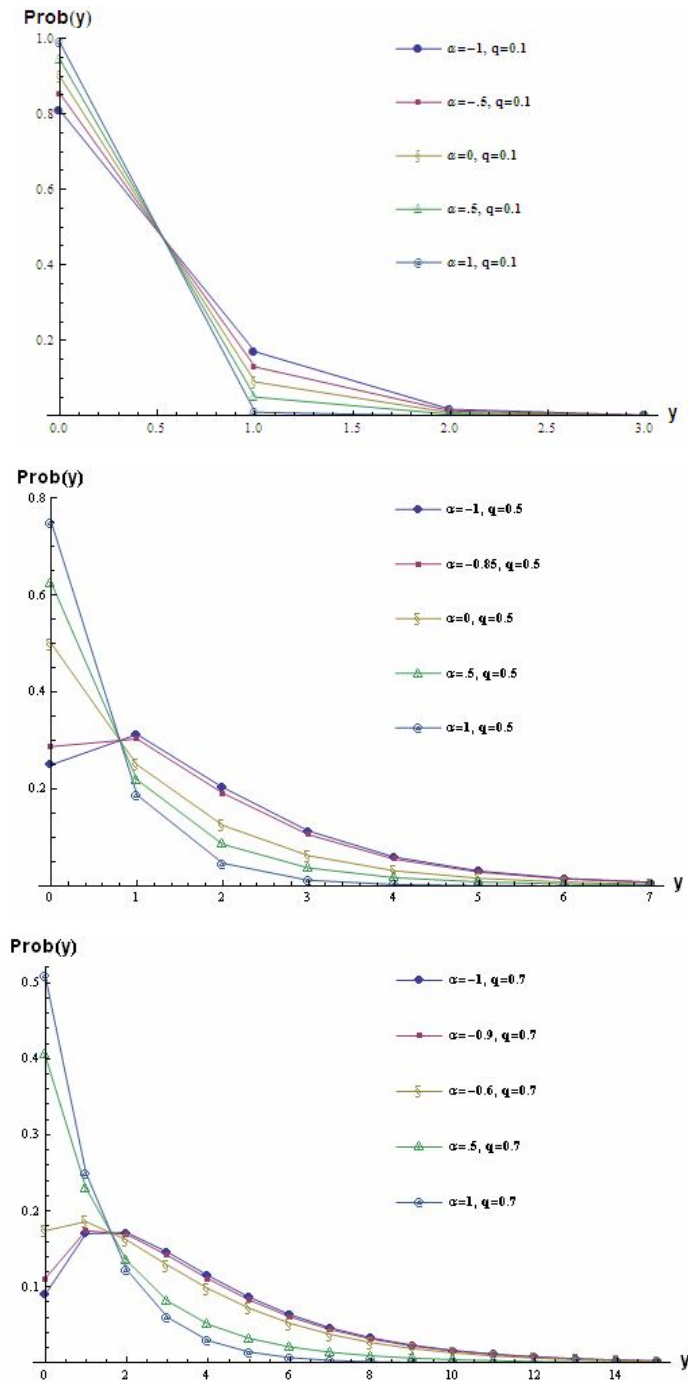 Prob(y)
1.0
0.8
0.6
0.4
0.2
α=−1, q=0.1
α=−.5, q=0.1
α=0, q=0.1
α=.5, q=0.1
α=1, q=0.1
0.0 0.5 1.0 1.5 2.0 2.5 3.0 y
Prob(y)
0.8
0.6
0.4
0.2
α=−1, q=0.5
α=−0.85, q=0.5
α=0, q=0.5
α=.5, q=0.5
α=1, q=0.5
0 1 2 3 4 5 6 7 y
Prob(y)
0.5
0.4
0.3
0.2
0.1
α=−1, q=0.7
α=−0.9, q=0.7
α=−0.6, q=0.7
α=.5, q=0.7
α=1, q=0.7
0 2 4 6 8 10 12 14 y